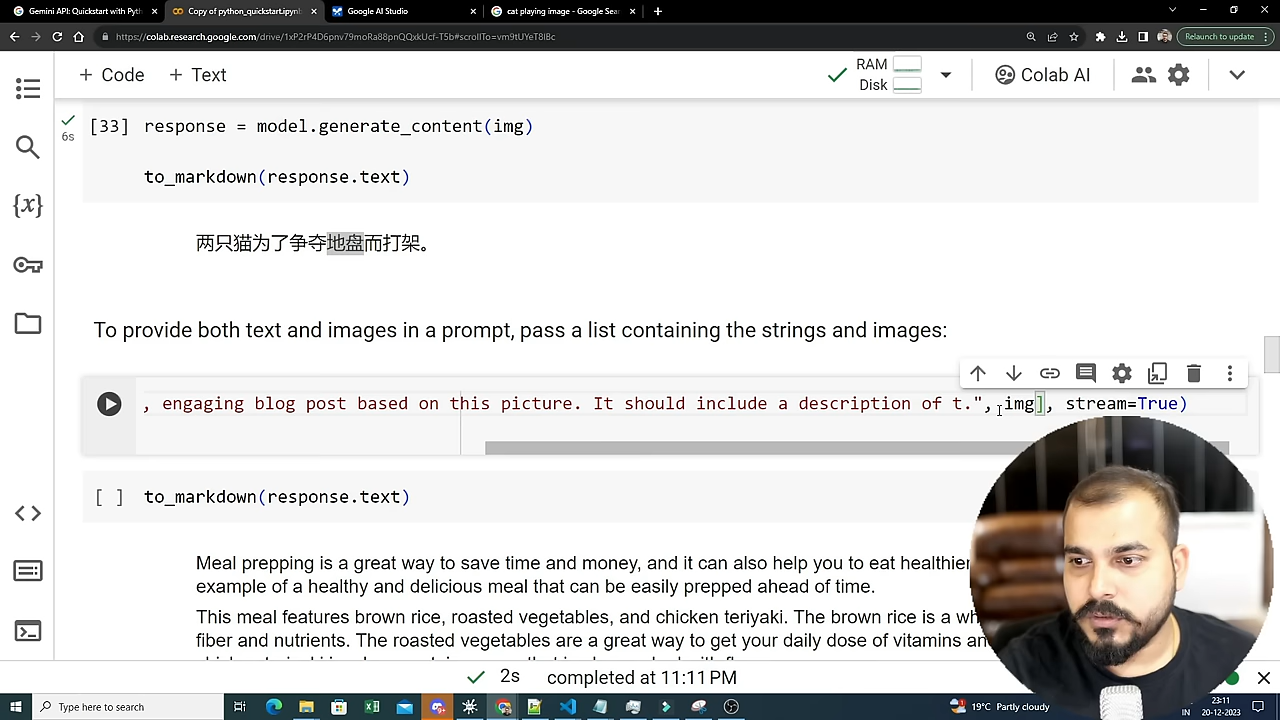 Gemini API: Quickstart with Pyth
Copy of python_quickstart.ipynb
Google AI Studio
cat playing image - Google Sear
https://colab.research.google.com/drive/1xP2rP4D6pnv79moRa88pnQQxkUcf-T5b#scrollTo=vm9tUYeT8lBc
Relaunch to update
+ Code + Text
RAM
Disk
Colab AI
[33] response = model.generate_content(img)
6s
to_markdown(response.text)
两只猫为了争夺地盘而打架。
To provide both text and images in a prompt, pass a list containing the strings and images:
, engaging blog post based on this picture. It should include a description of t.", img], stream=True)
[ ] to_markdown(response.text)
Meal prepping is a great way to save time and money, and it can also help you to eat healthier
example of a healthy and delicious meal that can be easily prepped ahead of time.
This meal features brown rice, roasted vegetables, and chicken teriyaki. The brown rice is a wh
fiber and nutrients. The roasted vegetables are a great way to get your daily dose of vitamins an
2s completed at 11:11 PM
Type here to search
19°C Partly cloudy
ENG
IN
23:11
20-12-2023